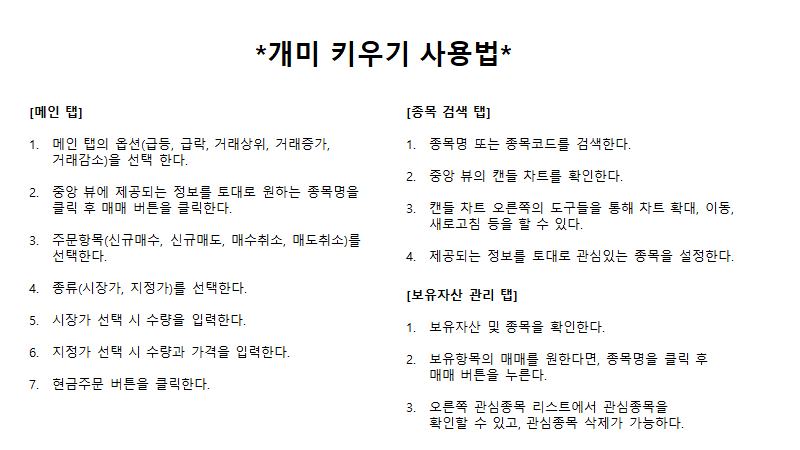 *개미 키우기 사용법*
[메인 탭]
1. 메인 탭의 옵션(급등, 급락, 거래상위, 거래증가,
거래감소)을 선택 한다.
2. 중앙 뷰에 제공되는 정보를 토대로 원하는 종목명을
클릭 후 매매 버튼을 클릭한다.
3. 주문항목(신규매수, 신규매도, 매수취소, 매도취소)를
선택한다.
4. 종류(시장가, 지정가)를 선택한다.
5. 시장가 선택 시 수량을 입력한다.
6. 지정가 선택 시 수량과 가격을 입력한다.
7. 현금주문 버튼을 클릭한다.
[종목 검색 탭]
1. 종목명 또는 종목코드를 검색한다.
2. 중앙 뷰의 캔들 차트를 확인한다.
3. 캔들 차트 오른쪽의 도구들을 통해 차트 확대, 이동,
새로고침 등을 할 수 있다.
4. 제공되는 정보를 토대로 관심있는 종목을 설정한다.
[보유자산 관리 탭]
1. 보유자산 및 종목을 확인한다.
2. 보유항목의 매매를 원한다면, 종목명을 클릭 후
매매 버튼을 누른다.
3. 오른쪽 관심종목 리스트에서 관심종목을
확인할 수 있고, 관심종목 삭제가 가능하다.